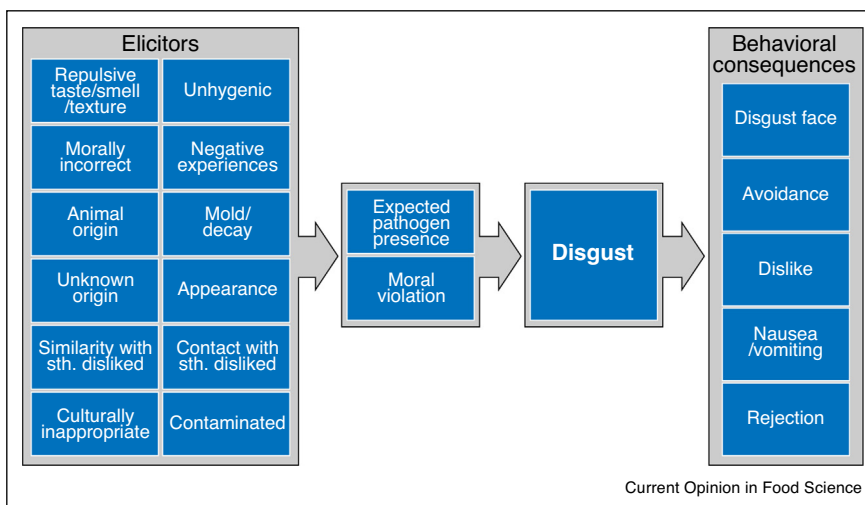 Elicitors
Repulsive
taste/smell
/texture
Unhygenic
Morally
incorrect
Negative
experiences
Animal
origin
Mold/
decay
Unknown
origin
Appearance
Similarity with
sth. disliked
Contact with
sth. disliked
Culturally
inappropriate
Contaminated
Expected
pathogen
presence
Moral
violation
Disgust
Behavioral
consequences
Disgust face
Avoidance
Dislike
Nausea
/vomiting
Rejection
Current Opinion in Food Science